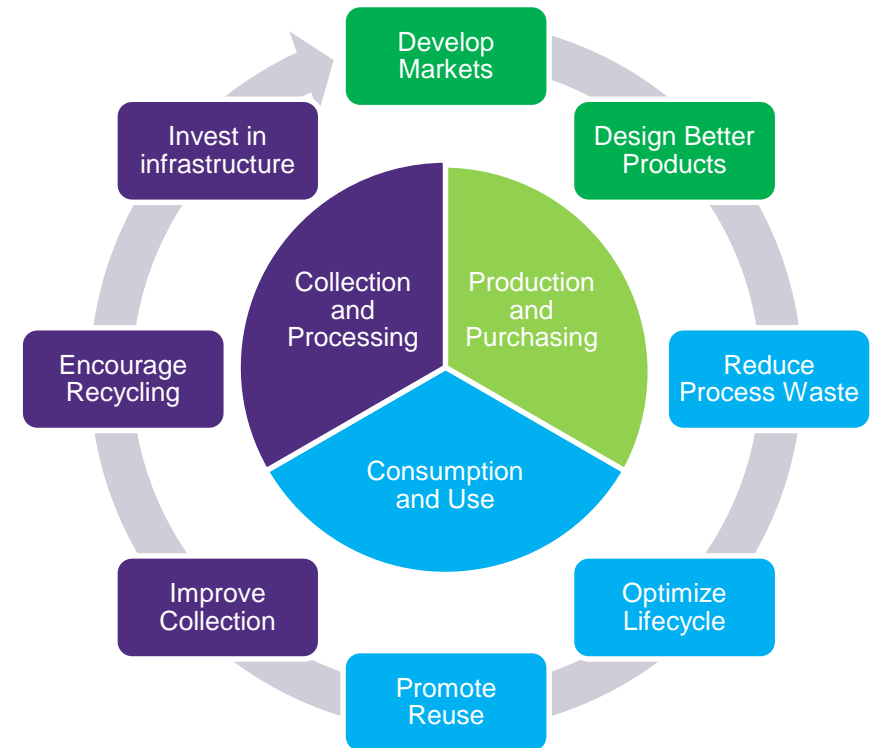 Develop
Markets
Design Better
Products
Reduce
Process Waste
Optimize
Lifecycle
Promote
Reuse
Improve
Collection
Encourage
Recycling
Invest in
infrastructure
Production
and
Purchasing
Consumption
and Use
Collection
and
Processing